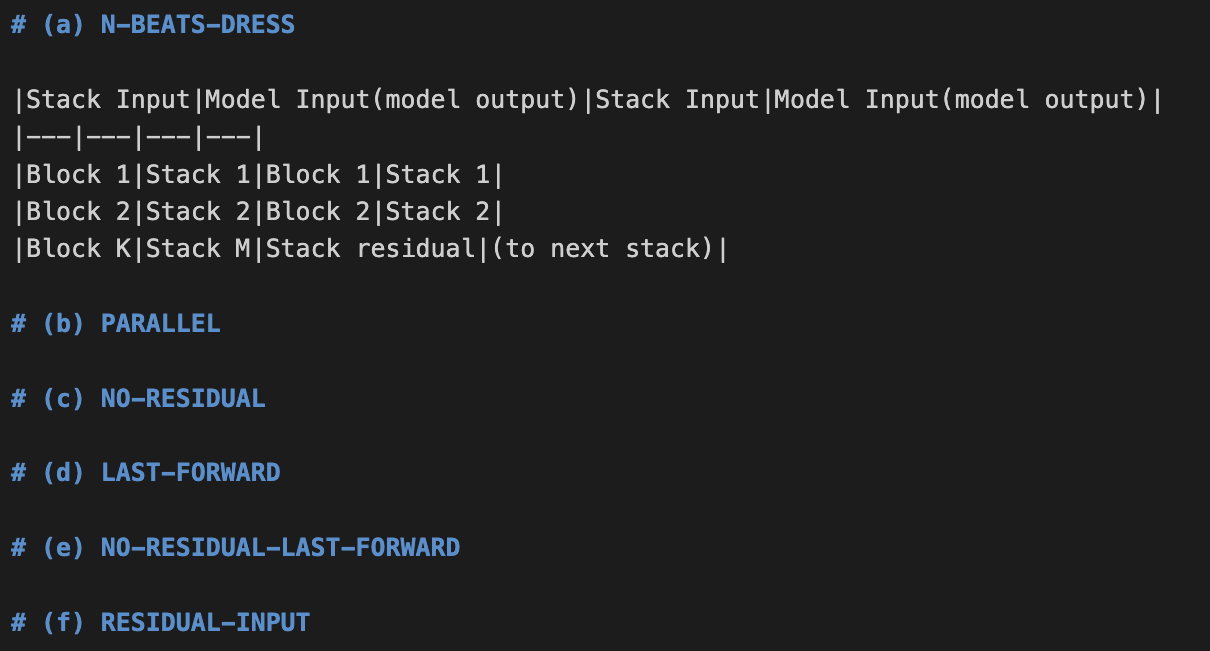 # (a) N-BEATS-DRESS
|Stack Input|Model Input(model output)|Stack Input|Model Input(model output)|
|---|---|---|---|
|Block 1|Stack 1|Block 1|Stack 1|
|Block 2|Stack 2|Block 2|Stack 2|
|Block K|Stack M|Stack residual|(to next stack)|
# (b) PARALLEL
# (c) NO-RESIDUAL
# (d) LAST-FORWARD
# (e) NO-RESIDUAL-LAST-FORWARD
# (f) RESIDUAL-INPUT